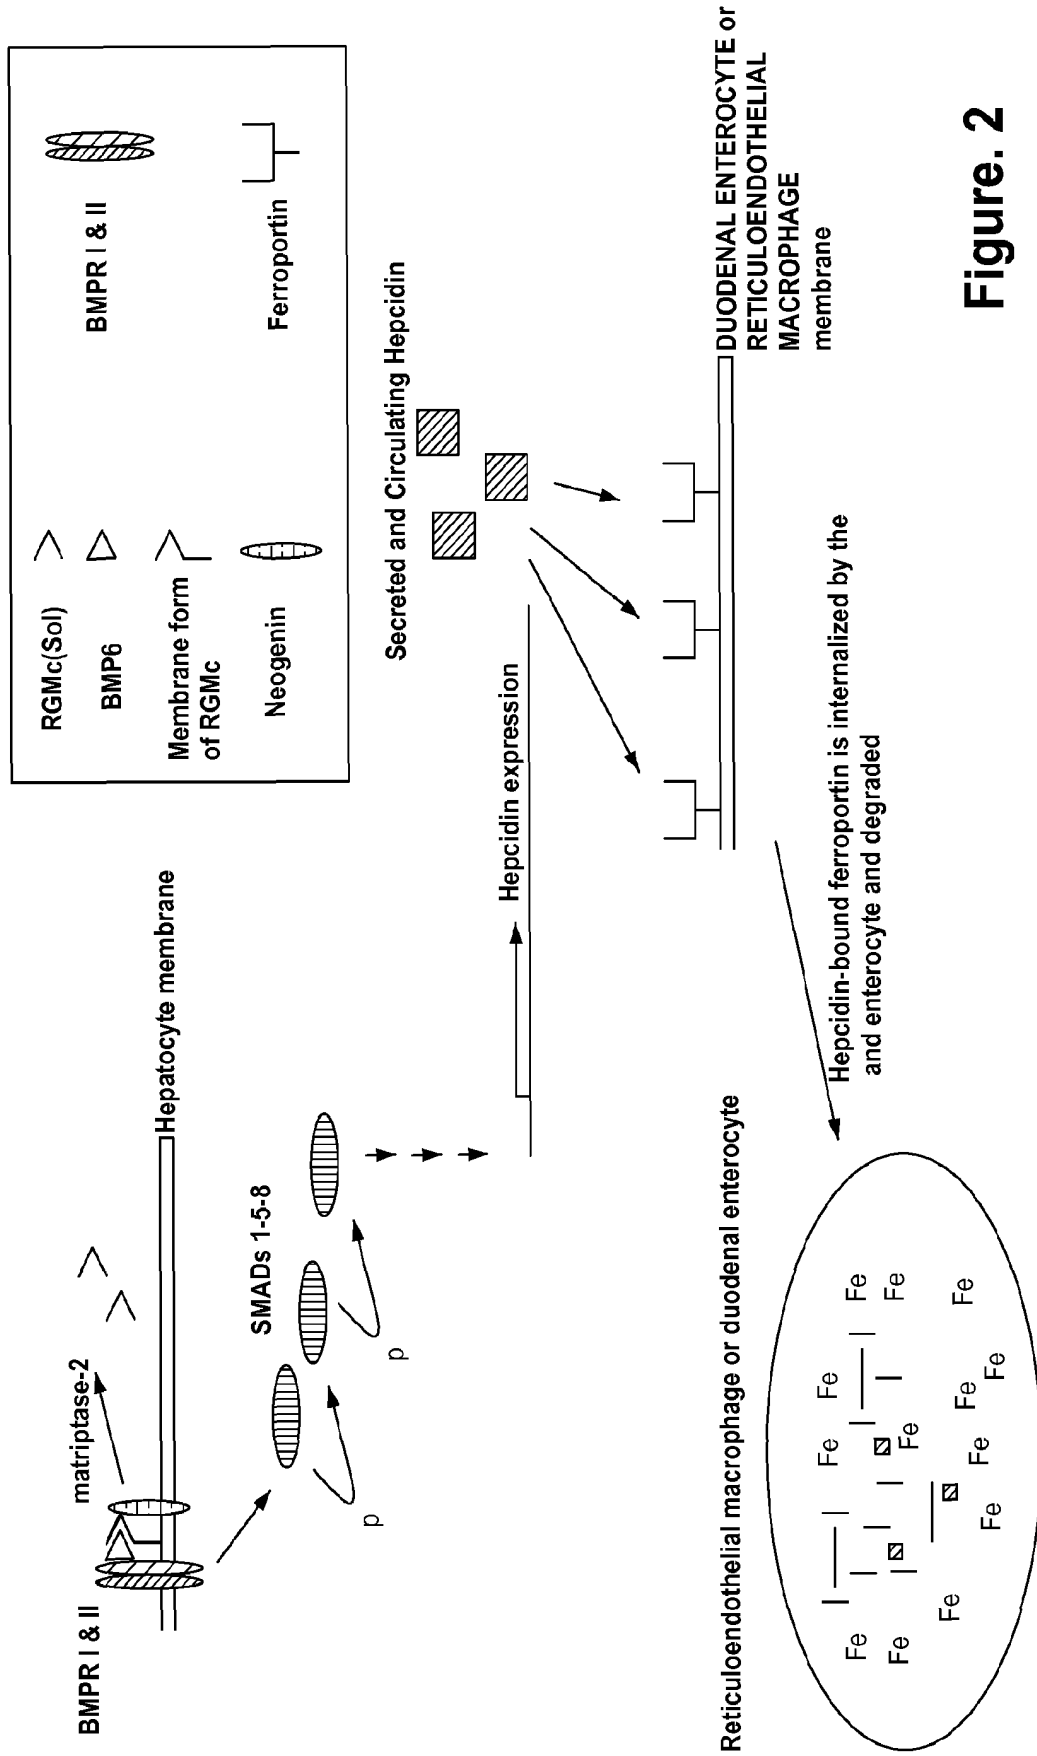 RGMc(Sol)
BMP6
Membrane form
of RGMc
Neogenin
BMPR I & II
Ferroportin
BMPR I & II
matriptase-2
Hepatocyte membrane
SMADs 1-5-8
p
p
Hepcidin expression
Secreted and Circulating Hepcidin
DUODENAL ENTEROCYTE or
RETICULOENDOTHELIAL
MACROPHAGE
membrane
Hepcidin-bound ferroportin is internalized by the
and enterocyte and degraded
Reticuloendothelial macrophage or duodenal enterocyte
Fe
Fe
Fe
Fe
Fe
Fe
Fe
Fe
Fe
Fe
Fe
Fe
Fe
Figure. 2